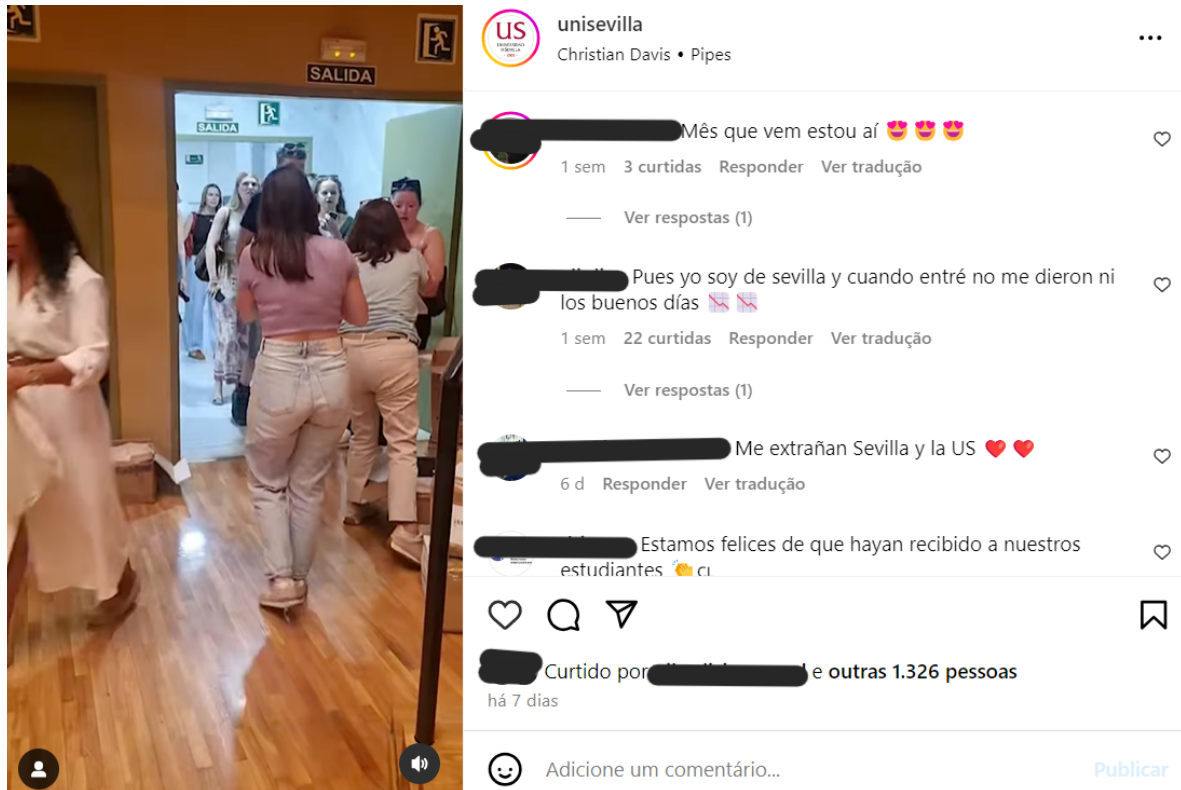 SALIDA
SALIDA
US
unisevilla
Christian Davis • Pipes
Mês que vem estou aí 😍 😍 😍
1 sem 3 curtidas Responder Ver tradução
Ver respostas (1)
Pues yo soy de sevilla y cuando entré no me dieron ni
los buenos días 📉 📉
1 sem 22 curtidas Responder Ver tradução
Ver respostas (1)
Me extrañan Sevilla y la US ❤️ ❤️
6 d Responder Ver tradução
Estamos felices de que hayan recibido a nuestros
estudiantes 👏 CL
Curtido por e outras 1.326 pessoas
há 7 dias
Adicione um comentário...
Publicar